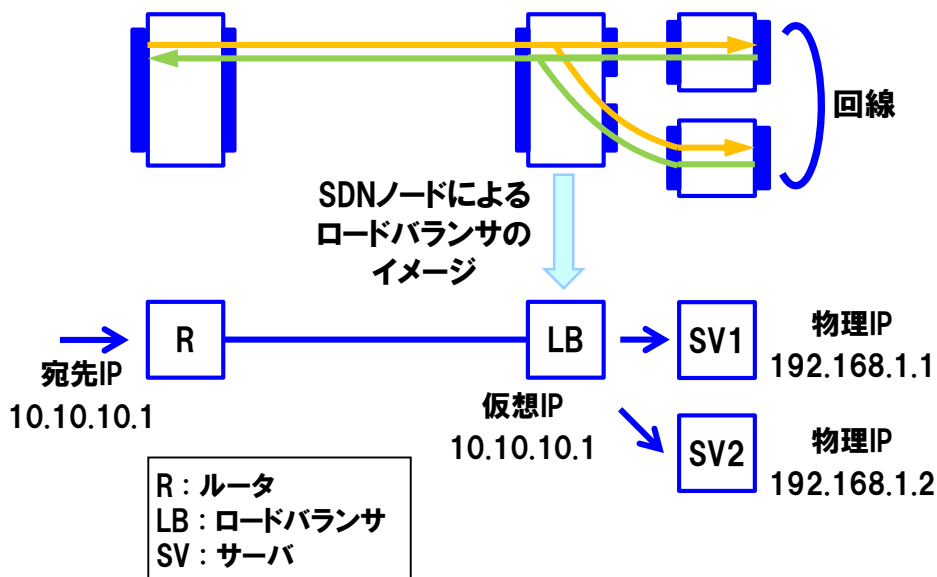 回線
SDNノードによる
ロードバランサの
イメージ
R
LB
SV1
物理IP
192.168.1.1
宛先IP
10.10.10.1
仮想IP
10.10.10.1
SV2
物理IP
192.168.1.2
R：ルータ
LB：ロードバランサ
SV：サーバ